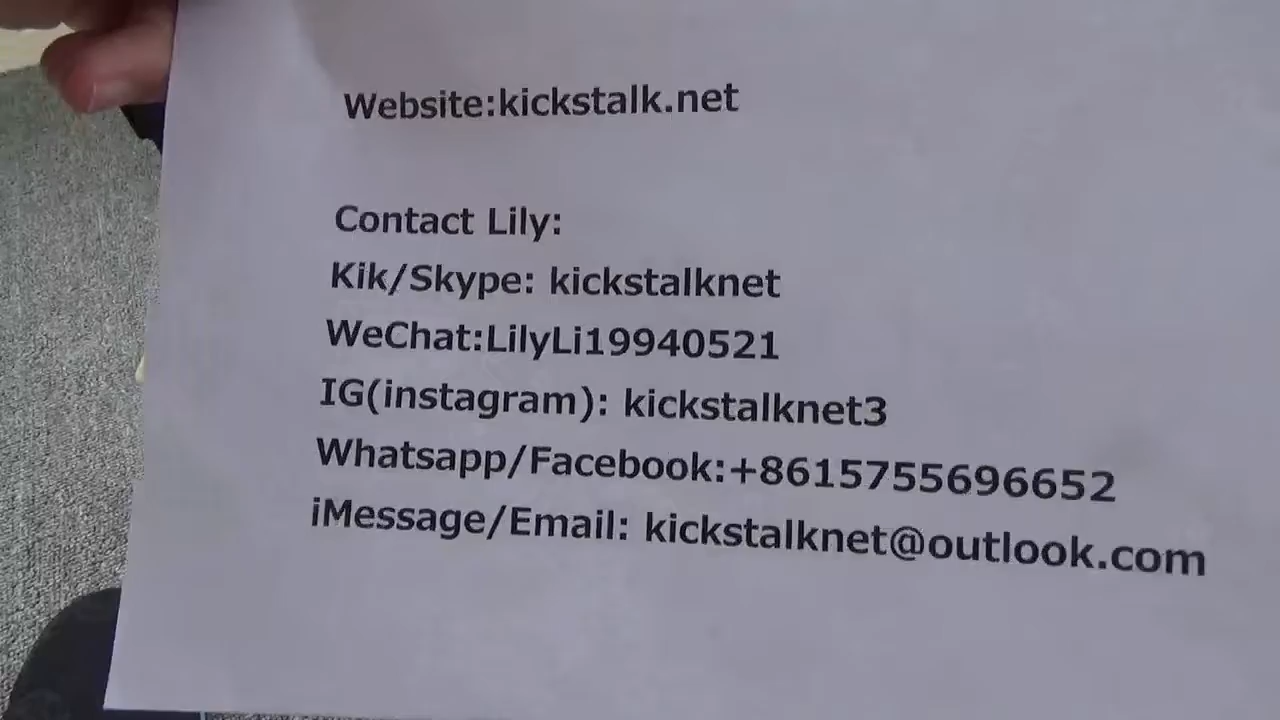 Website:kickstalk.net
Contact Lily:
Kik/Skype: kickstalknet
WeChat:LilyLi19940521
IG(instagram): kickstalknet3
Whatsapp/Facebook:+8615755696652
iMessage/Email: kickstalknet@outlook.com